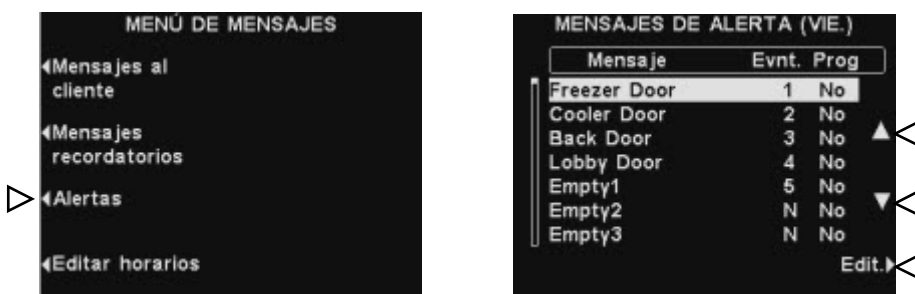 MENÚ DE MENSAJES
Mensajes al
cliente
Mensajes
recordatorios
Alertas
Editar horarios
MENSAJES DE ALERTA (VIE.)
Mensaje Evnt. Prog
Freezer Door 1 No
Cooler Door 2 No
Back Door 3 No
Lobby Door 4 No
Empty1 5 No
Empty2 N No
Empty3 N No
Edit.